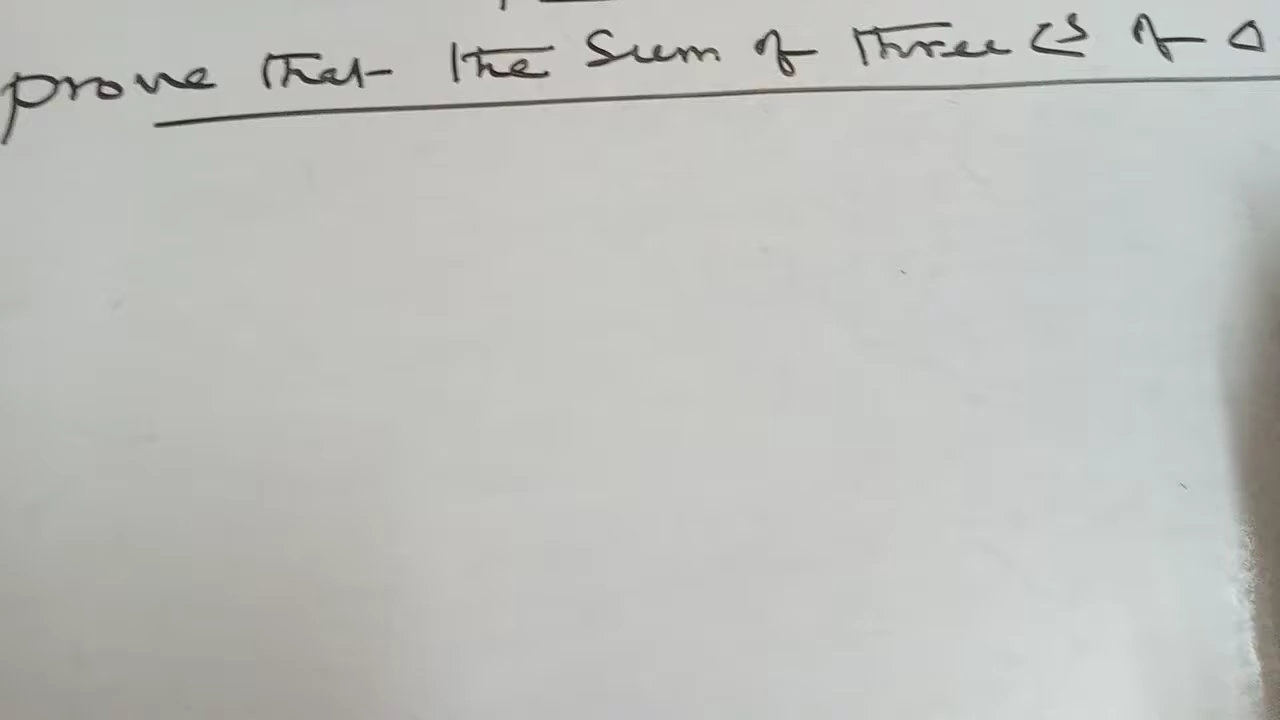 prove that the Sum of three ∠s of Δ